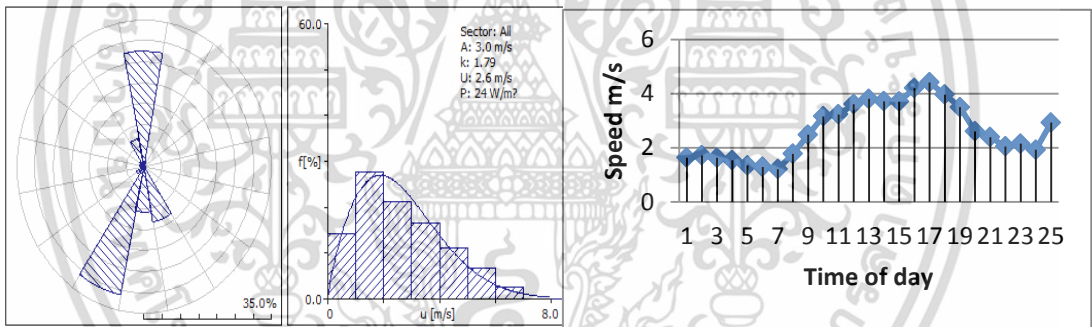 35.0%
60.0
Sector: All
A: 3.0 m/s
k: 1.79
U: 2.6 m/s
P: 24 W/m?
f[%]
0.0
0
u [m/s]
8.0
Speed m/s
6
4
2
0
1 3 5 7 9 11 13 15 17 19 21 23 25
Time of day